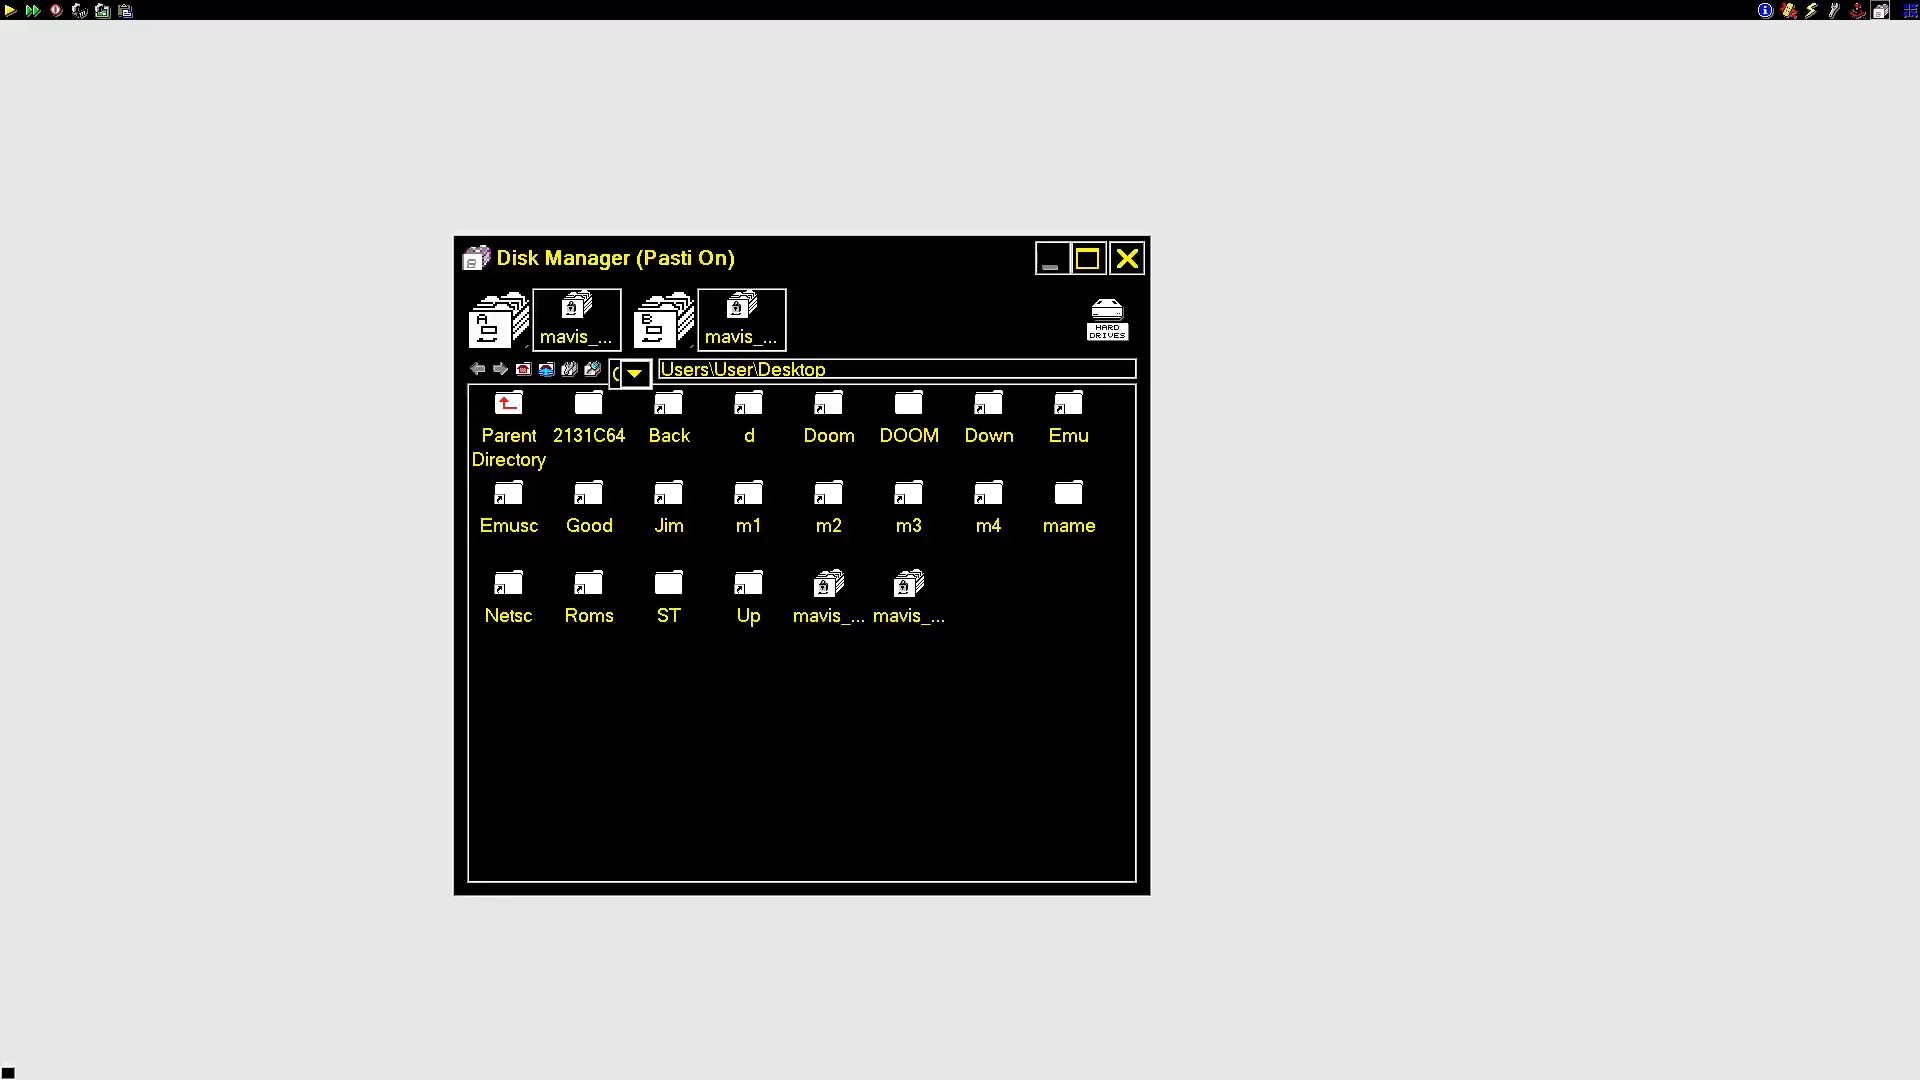 Disk Manager (Pasti On)
A
mavis_...
B
mavis_...
HARD
DRIVES
Users\User\Desktop
Parent
Directory
2131C64
Back
d
Doom
DOOM
Down
Emu
Emusc
Good
Jim
m1
m2
m3
m4
mame
Netsc
Roms
ST
Up
mavis_...
mavis_...